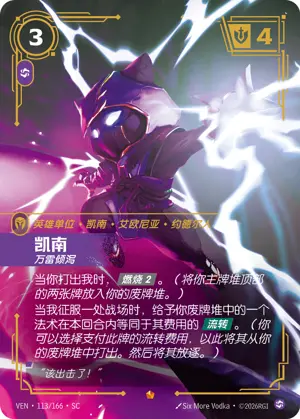 3
4
英雄单位·凯南·艾欧尼亚·约德尔人
凯南
万雷倾泻
当你打出我时，燃烧 2 。（将你主牌堆顶部
的两张牌放入你的废牌堆。）
当我征服一处战场时，给予你废牌堆中的一个
法术在本回合内等同于其费用的 流转 。（你
可以选择支付此牌的流转费用，以此将其从你
的废牌堆中打出。然后将其放逐。）
“该出击了！
VEN · 113/166 · SC
Six More Vodka · ©2026RGI